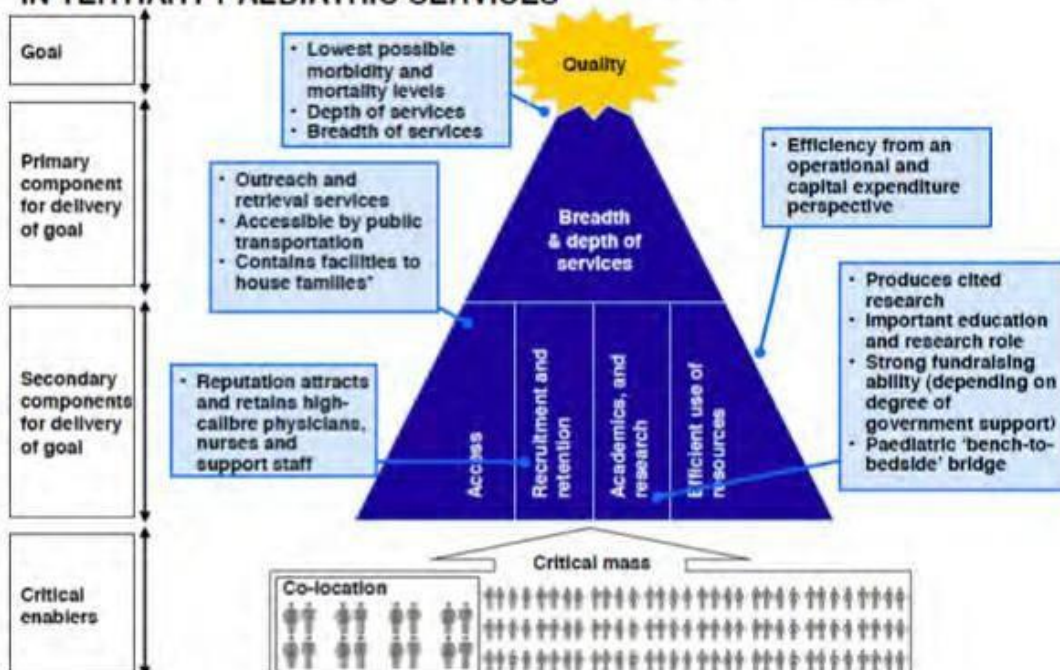 IN TERTIARY PAEDIATRIC SERVICES
Goal
• Lowest possible
morbidity and
mortality levels
• Depth of services
• Breadth of services
Quality
Primary
component
for delivery
of goal
• Outreach and
retrieval services
• Accessible by public
transportation
• Contains facilities to
house families*
Breadth
& depth of
services
• Efficiency from an
operational and
capital expenditure
perspective
Secondary
components
for delivery
of goal
• Reputation attracts
and retains high-
calibre physicians,
nurses and
support staff
Access
Recruitment and
retention
Academics, and
research
Efficient use of
resources
• Produces cited
research
• Important education
and research role
• Strong fundraising
ability (depending on
degree of
government support)
• Paediatric 'bench-to-
bedside' bridge
Critical
enablers
Critical mass
Co-location